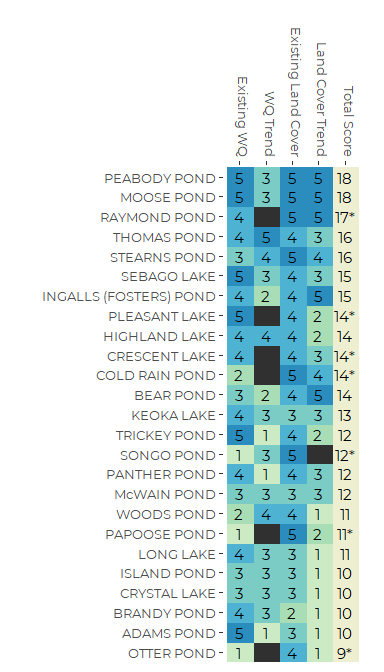 Existing WQ -
WQ Trend -
Existing Land Cover -
Land Cover Trend -
Total Score -
PEABODY POND - 5 3 5 5 18
MOOSE POND - 5 3 5 5 18
RAYMOND POND - 4 5 5 17*
THOMAS POND - 4 5 4 3 16
STEARNS POND - 3 4 5 4 16
SEBAGO LAKE - 5 3 4 3 15
INGALLS (FOSTERS) POND - 4 2 4 5 15
PLEASANT LAKE - 5 4 2 14*
HIGHLAND LAKE - 4 4 4 2 14
CRESCENT LAKE - 4 4 3 14*
COLD RAIN POND - 2 5 4 14*
BEAR POND - 3 2 4 5 14
KEOKA LAKE - 4 3 3 3 13
TRICKEY POND - 5 1 4 2 12
SONGO POND - 1 3 5 12*
PANTHER POND - 4 1 4 3 12
McWAIN POND - 3 3 3 3 12
WOODS POND - 2 4 4 1 11
PAPOOSE POND - 1 5 2 11*
LONG LAKE - 4 3 3 1 11
ISLAND POND - 3 3 3 1 10
CRYSTAL LAKE - 3 3 3 1 10
BRANDY POND - 4 3 2 1 10
ADAMS POND - 5 1 3 1 10
OTTER POND - 1 4 1 9*